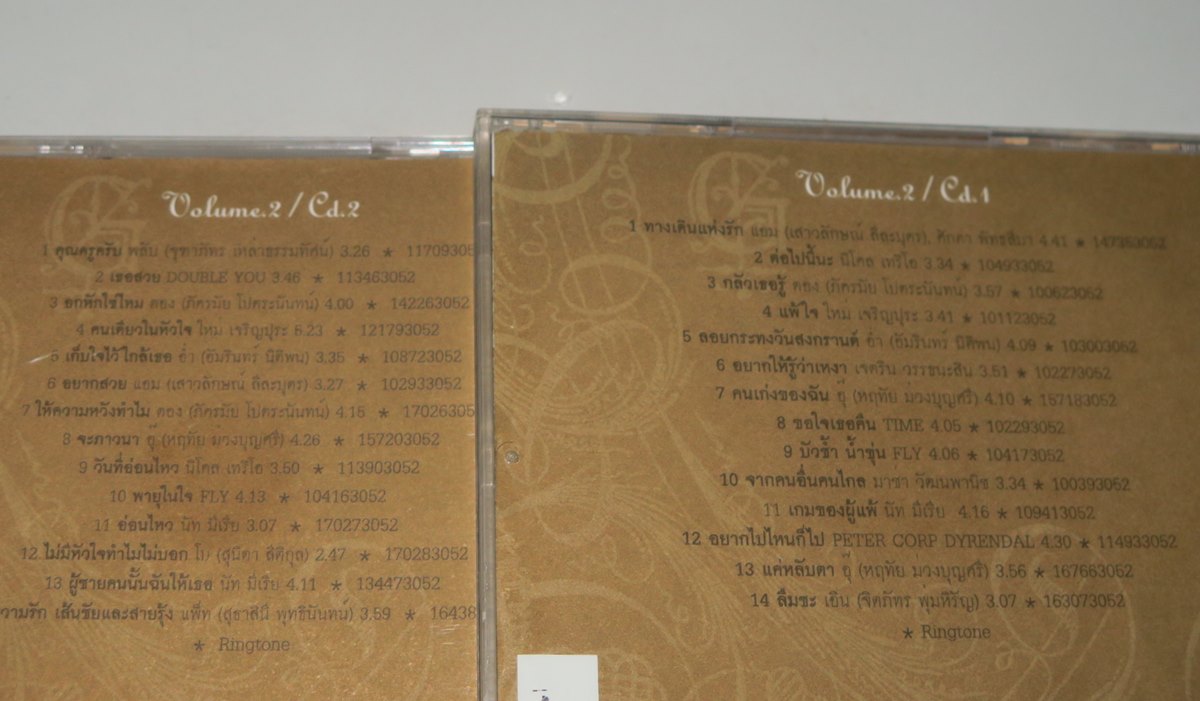 Volume.2 / Cd.2
1 คุณครูครับ พลับ (จุฑาภัทร เหล่าธรรมทัศน์) 3.26 * 11709305
2 เธอสวย DOUBLE YOU 3.46 * 113463052
3 อกหักใช่ไหม ตอง (ภัครมัย โปตระนันทน์) 4.00 * 142263052
4 คนเดียวในหัวใจ ใหม่ เจริญปุระ 5.23 * 121793052
5 เก็บใจไว้ใกล้เธอ อ่ำ (อัมรินทร์ นิติพน) 3.35 * 108723052
6 อยากสวย แอม (เสาวลักษณ์ ลีละบุตร) 3.27 * 102933052
7 ให้ความหวังทำไม ตอง (ภัครมัย โปตระนันทน์) 4.15 * 17026305
8 จะภาวนา อุ๊ (หฤทัย ม่วงบุญศรี) 4.26 * 157203052
9 วันที่อ่อนไหว นิโคล เทริโอ 3.50 * 113903052
10 พายุในใจ FLY 4.13 * 104163052
11 อ่อนไหว นัท มีเรีย 3.07 * 170273052
12 ไม่มีหัวใจทำไมไม่บอก โบ (สุนิตา ลีติกุล) 2.47 * 170283052
13 ผู้ชายคนนั้นฉันให้เธอ นัท มีเรีย 4.11 * 134473052
วามรัก เส้นชัยและสายรุ้ง แพ็ท (สุธาสินี พุทธินันทน์) 3.59 * 16438
* Ringtone
Volume.2 / Cd.1
1 ทางเดินแห่งรัก แอม (เสาวลักษณ์ ลีละบุตร), ศักดา พัทธสีมา 4.41 * 147353052
2 ต่อไปนี้นะ นิโคล เทริโอ 3.34 * 104933052
3 กลัวเธอรู้ ตอง (ภัครมัย โปตระนันทน์) 3.57 * 100623052
4 แพ้ใจ ใหม่ เจริญปุระ 3.41 * 101123052
5 ลอยกระทงวันสงกรานต์ อ่ำ (อัมรินทร์ นิติพน) 4.09 * 103003052
6 อยากให้รู้ว่าเหงา เจตริน วรรธนะสิน 3.51 * 102273052
7 คนเก่งของฉัน อุ๊ (หฤทัย ม่วงบุญศรี) 4.10 * 157183052
8 ขอใจเธอคืน TIME 4.05 * 102293052
9 บัวช้ำ น้ำขุ่น FLY 4.06 * 104173052
10 จากคนอื่นคนไกล มาช่า วัฒนพานิช 3.34 * 100393052
11 เกมของผู้แพ้ นัท มีเรีย 4.16 * 109413052
12 อยากไปไหนก็ไป PETER CORP DYRENDAL 4.30 * 114933052
13 แค่หลับตา อุ๊ (หฤทัย ม่วงบุญศรี) 3.56 * 167663052
14 ลืมซะ เยิน (จิตภัทร พุ่มหิรัญ) 3.07 * 163073052
* Ringtone